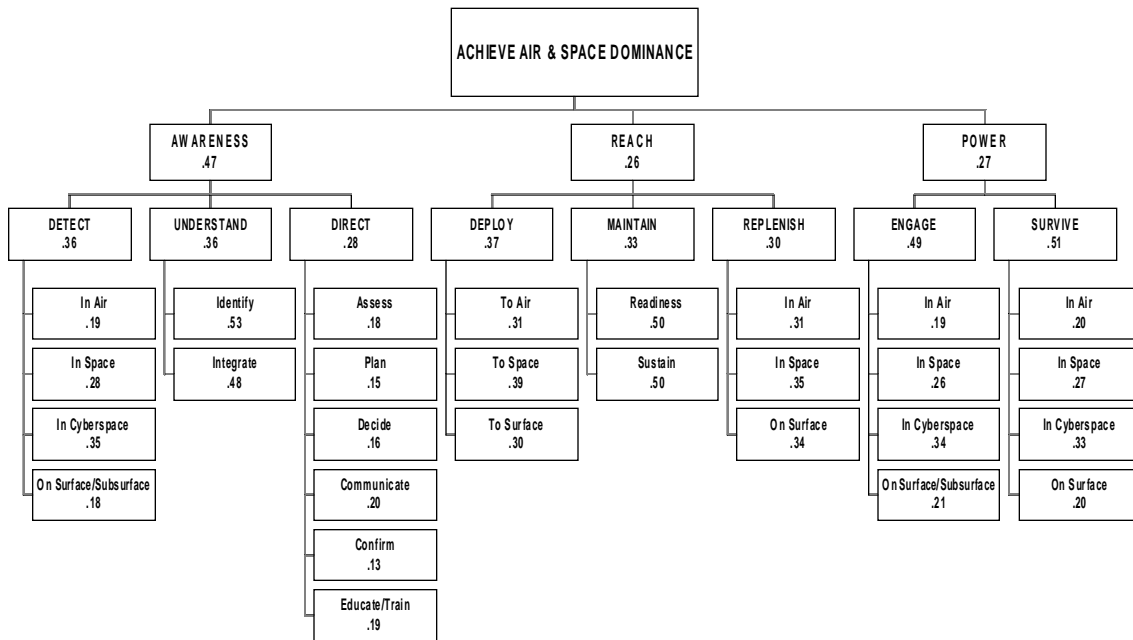 ACHIEVE AIR & SPACE DOMINANCE
AWARENESS
.47
REACH
.26
POWER
.27
DETECT
.36
UNDERSTAND
.36
DIRECT
.28
DEPLOY
.37
MAINTAIN
.33
REPLENISH
.30
ENGAGE
.49
SURVIVE
.51
In Air
.19
In Space
.28
In Cyberspace
.35
On Surface/Subsurface
.18
Identify
.53
Integrate
.48
Assess
.18
Plan
.15
Decide
.16
Communicate
.20
Confirm
.13
Educate/Train
.19
To Air
.31
To Space
.39
To Surface
.30
Readiness
.50
Sustain
.50
In Air
.31
In Space
.35
On Surface
.34
In Air
.19
In Space
.26
In Cyberspace
.34
On Surface/Subsurface
.21
In Air
.20
In Space
.27
In Cyberspace
.33
On Surface
.20